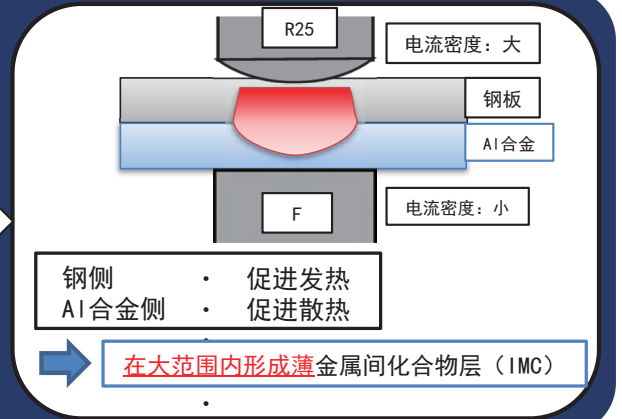 R25
电流密度：大
钢板
Al合金
F
电流密度：小
钢侧 ・ 促进发热
Al合金侧 ・ 促进散热
在大范围内形成薄金属间化合物层（IMC）